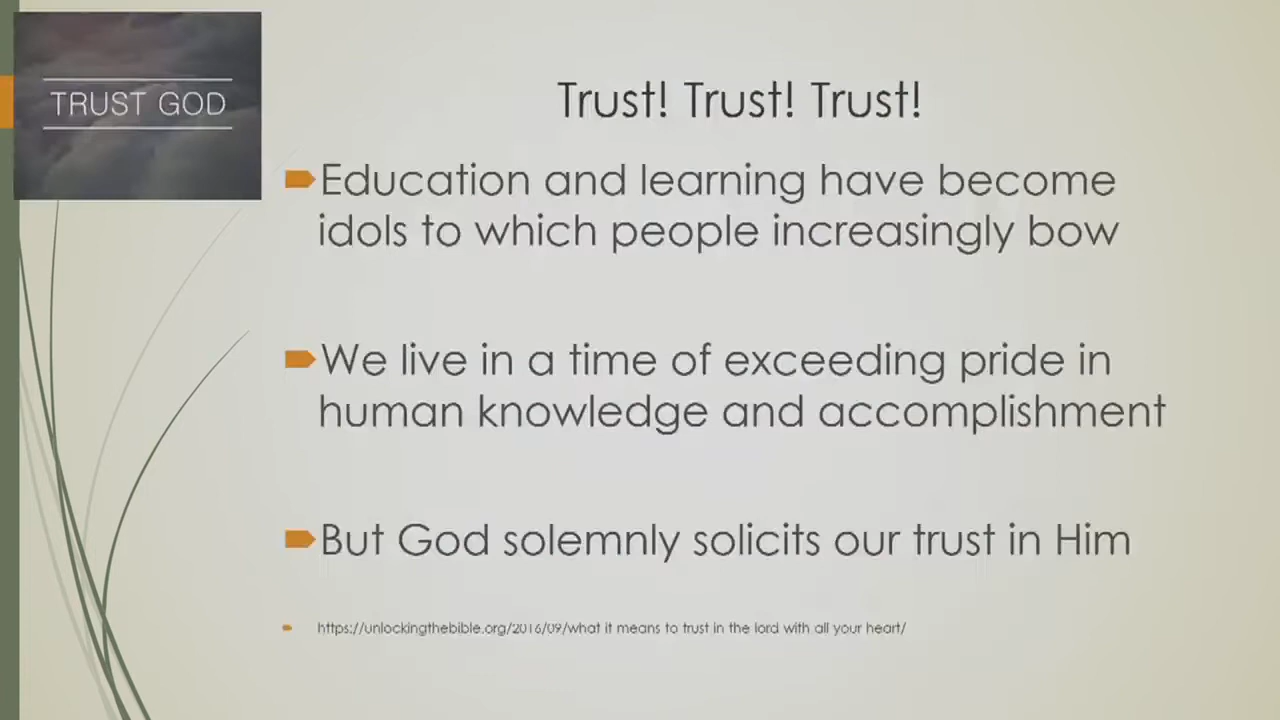 TRUST GOD
Trust! Trust! Trust!
Education and learning have become
idols to which people increasingly bow
We live in a time of exceeding pride in
human knowledge and accomplishment
But God solemnly solicits our trust in Him
https://unlockingthebible.org/2016/09/what it means to trust in the lord with all your heart/